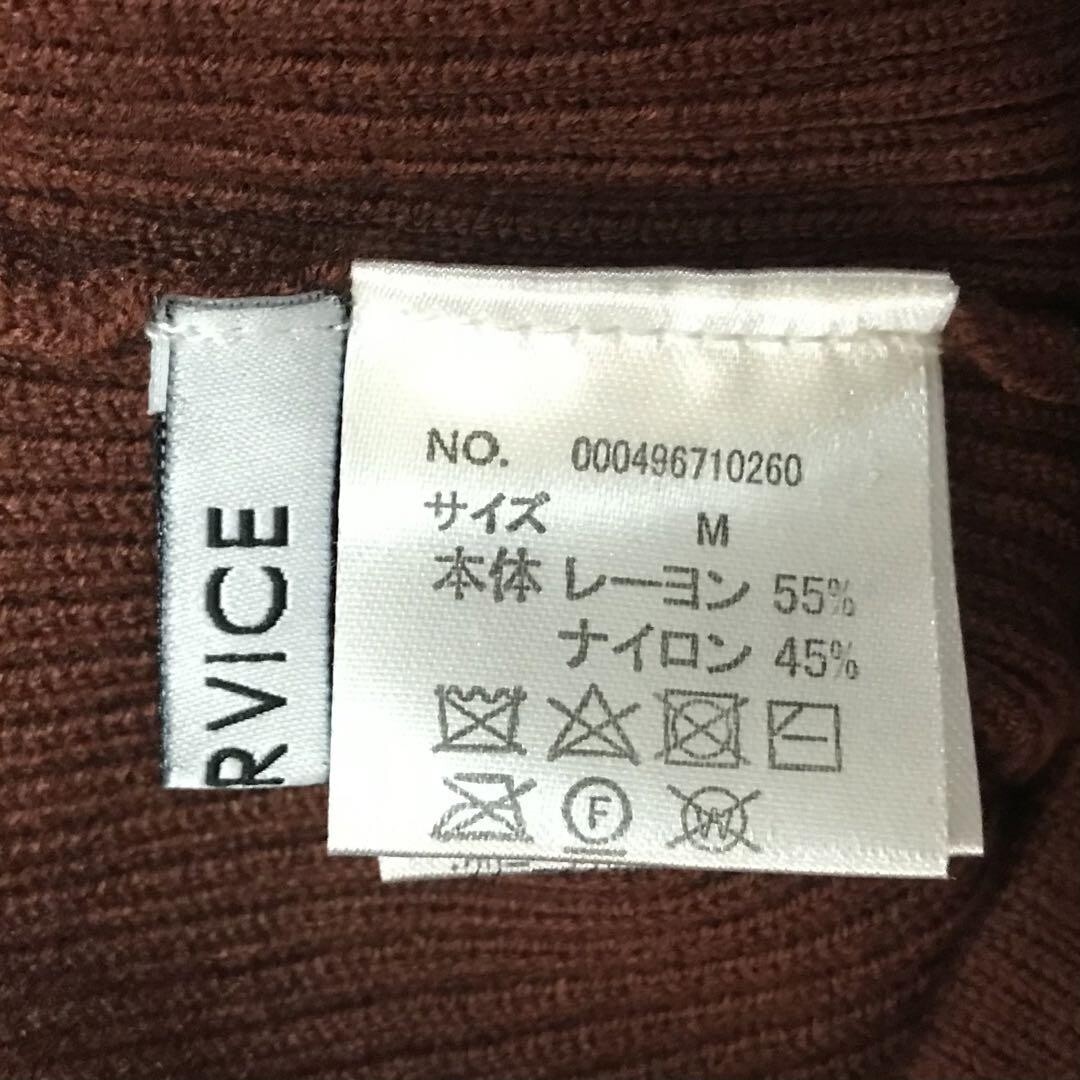 RVICE
NO. 000496710260
サイズ M
本体 レーヨン 55%
ナイロン 45%
F
W